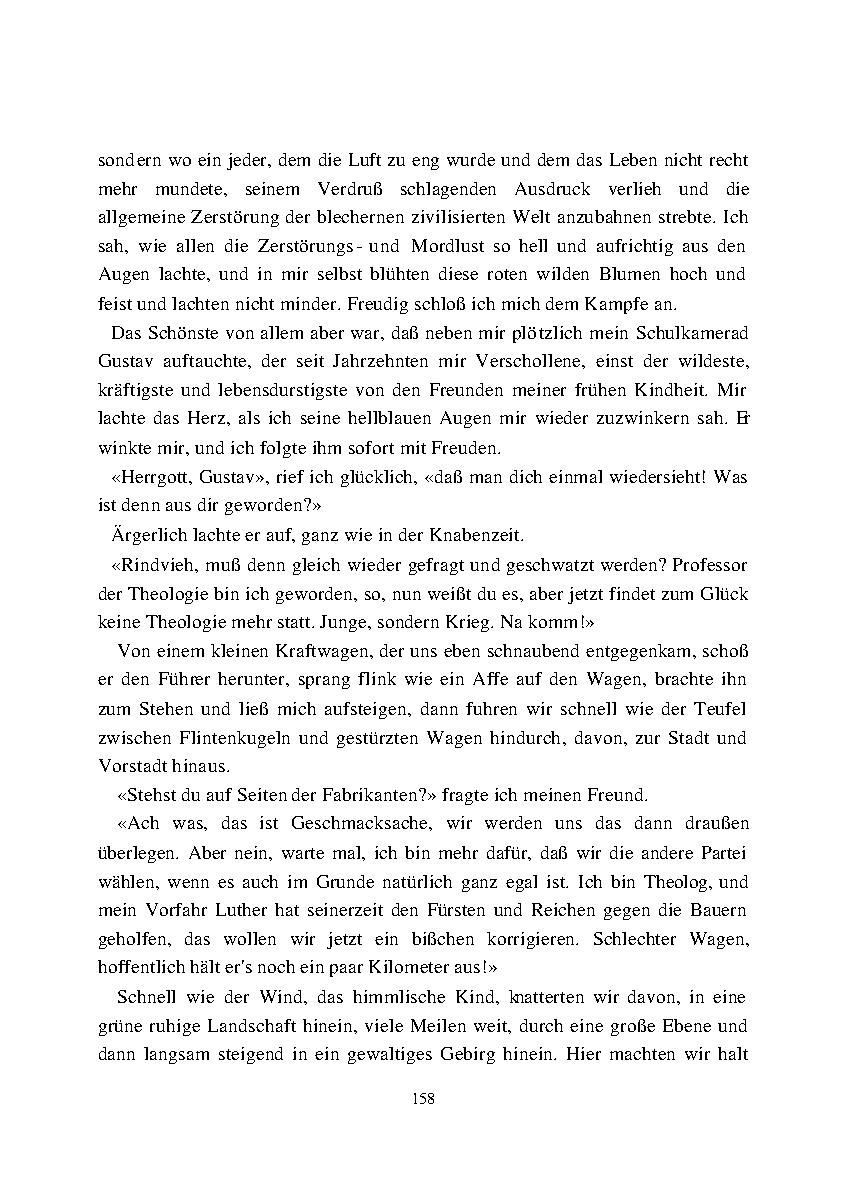 sondern wo ein jeder, dem die Luft zu eng wurde und dem das Leben nicht recht
mehr mundete, seinem Verdruß schlagenden Ausdruck verlieh und die
allgemeine Zerstörung der blechernen zivilisierten Welt anzubahnen strebte. Ich
sah, wie allen die Zerstörungs- und Mordlust so hell und aufrichtig aus den
Augen lachte, und in mir selbst blühten diese roten wilden Blumen hoch und
feist und lachten nicht minder. Freudig schloß ich mich dem Kampfe an.
Das Schönste von allem aber war, daß neben mir plötzlich mein Schulkamerad
Gustav auftauchte, der seit Jahrzehnten mir Verschollene, einst der wildeste,
kräftigste und lebensdurstigste von den Freunden meiner frühen Kindheit. Mir
lachte das Herz, als ich seine hellblauen Augen mir wieder zuzwinkern sah. Er
winkte mir, und ich folgte ihm sofort mit Freuden.
«Herrgott, Gustav», rief ich glücklich, «daß man dich einmal wiedersieht! Was
ist denn aus dir geworden?»
Ärgerlich lachte er auf, ganz wie in der Knabenzeit.
«Rindvieh, muß denn gleich wieder gefragt und geschwatzt werden? Professor
der Theologie bin ich geworden, so, nun weißt du es, aber jetzt findet zum Glück
keine Theologie mehr statt. Junge, sondern Krieg. Na komm!»
Von einem kleinen Kraftwagen, der uns eben schnaubend entgegenkam, schoß
er den Führer herunter, sprang flink wie ein Affe auf den Wagen, brachte ihn
zum Stehen und ließ mich aufsteigen, dann fuhren wir schnell wie der Teufel
zwischen Flintenkugeln und gestürzten Wagen hindurch, davon, zur Stadt und
Vorstadt hinaus.
«Stehst du auf Seiten der Fabrikanten?» fragte ich meinen Freund.
«Ach was, das ist Geschmacksache, wir werden uns das dann draußen
überlegen. Aber nein, warte mal, ich bin mehr dafür, daß wir die andere Partei
wählen, wenn es auch im Grunde natürlich ganz egal ist. Ich bin Theolog, und
mein Vorfahr Luther hat seinerzeit den Fürsten und Reichen gegen die Bauern
geholfen, das wollen wir jetzt ein bißchen korrigieren. Schlechter Wagen,
hoffentlich hält er's noch ein paar Kilometer aus!»
Schnell wie der Wind, das himmlische Kind, knatterten wir davon, in eine
grüne ruhige Landschaft hinein, viele Meilen weit, durch eine große Ebene und
dann langsam steigend in ein gewaltiges Gebirg hinein. Hier machten wir halt
158